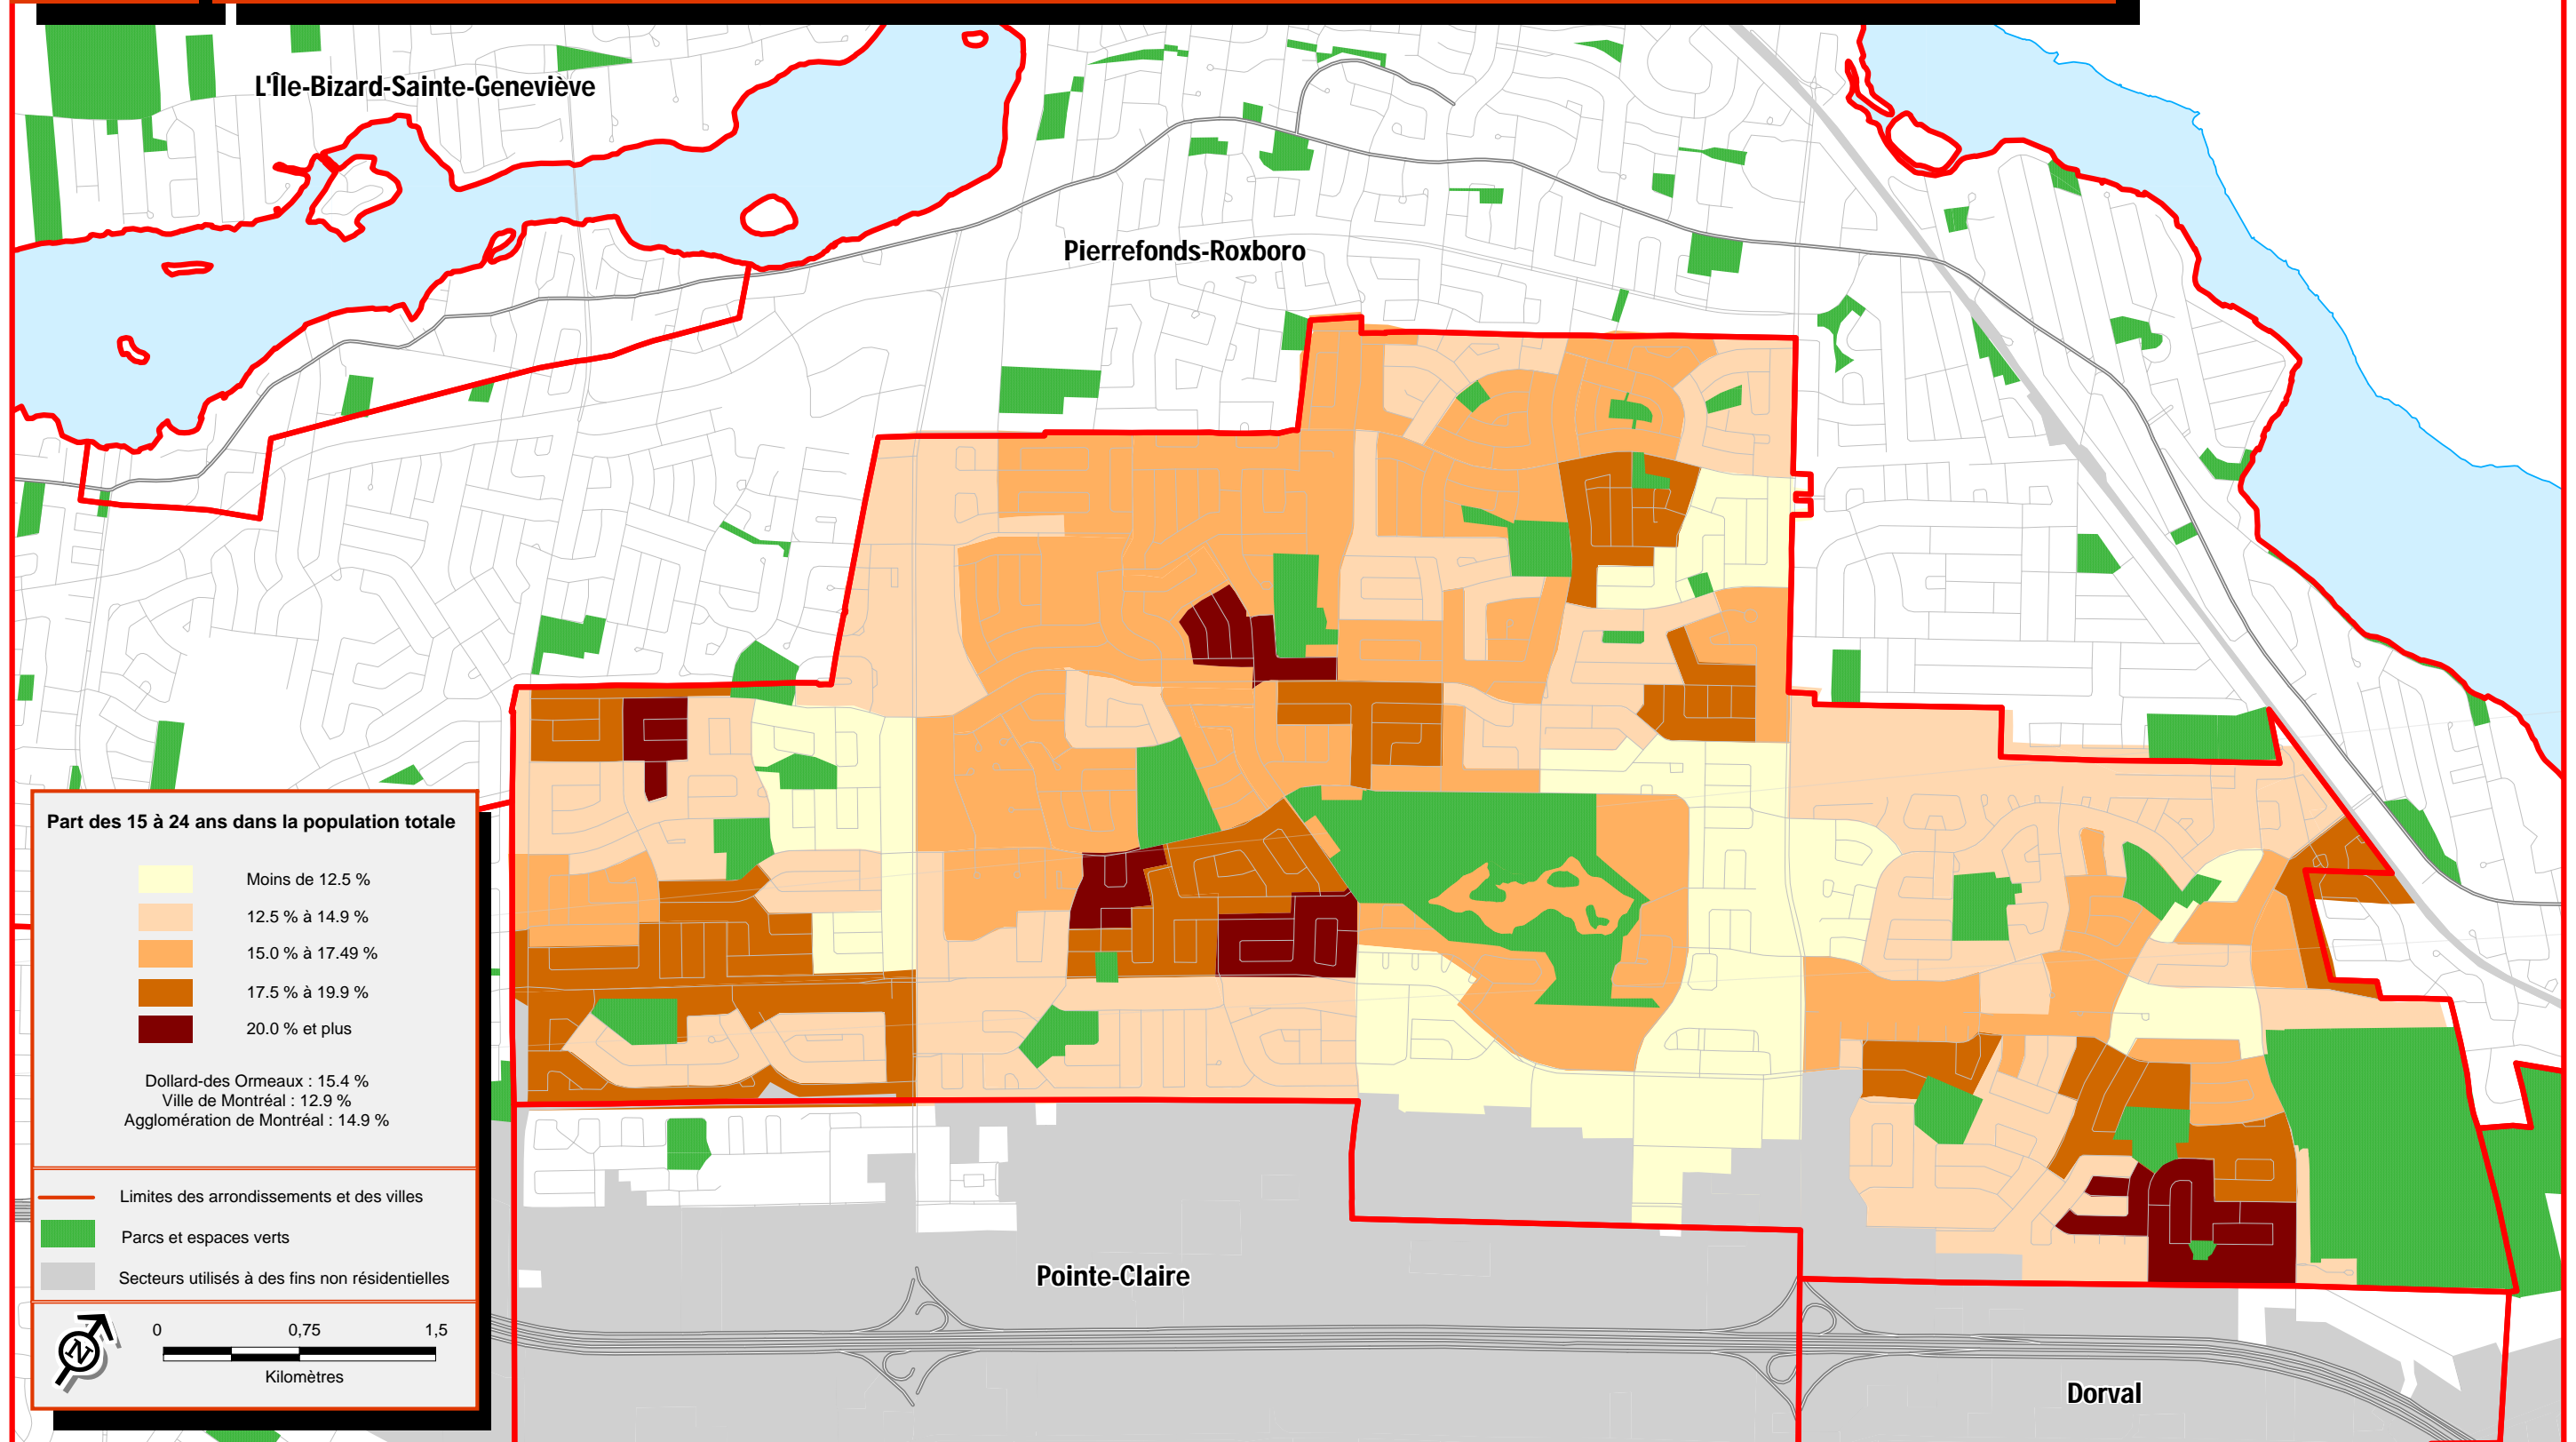 L'Île-Bizard-Sainte-Geneviève
Pierrefonds-Roxboro
Part des 15 à 24 ans dans la population totale
Moins de 12.5 %
12.5 % à 14.9 %
15.0 % à 17.49 %
17.5 % à 19.9 %
20.0 % et plus
Dollard-des Ormeaux : 15.4 %
Ville de Montréal : 12.9 %
Agglomération de Montréal : 14.9 %
Limites des arrondissements et des villes
Parcs et espaces verts
Secteurs utilisés à des fins non résidentielles
N
0 0,75 1,5
Kilomètres
Pointe-Claire
Dorval